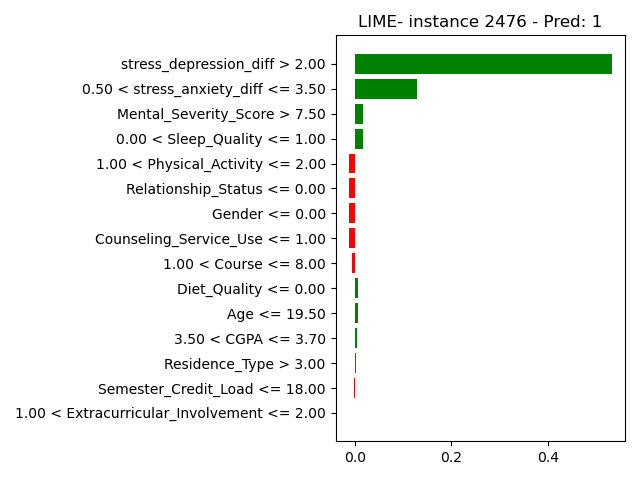 LIME- instance 2476 - Pred: 1
stress_depression_diff > 2.00
0.50 < stress_anxiety_diff <= 3.50
Mental_Severity_Score > 7.50
0.00 < Sleep_Quality <= 1.00
1.00 < Physical_Activity <= 2.00
Relationship_Status <= 0.00
Gender <= 0.00
Counseling_Service_Use <= 1.00
1.00 < Course <= 8.00
Diet_Quality <= 0.00
Age <= 19.50
3.50 < CGPA <= 3.70
Residence_Type > 3.00
Semester_Credit_Load <= 18.00
1.00 < Extracurricular_Involvement <= 2.00
0.0 0.2 0.4